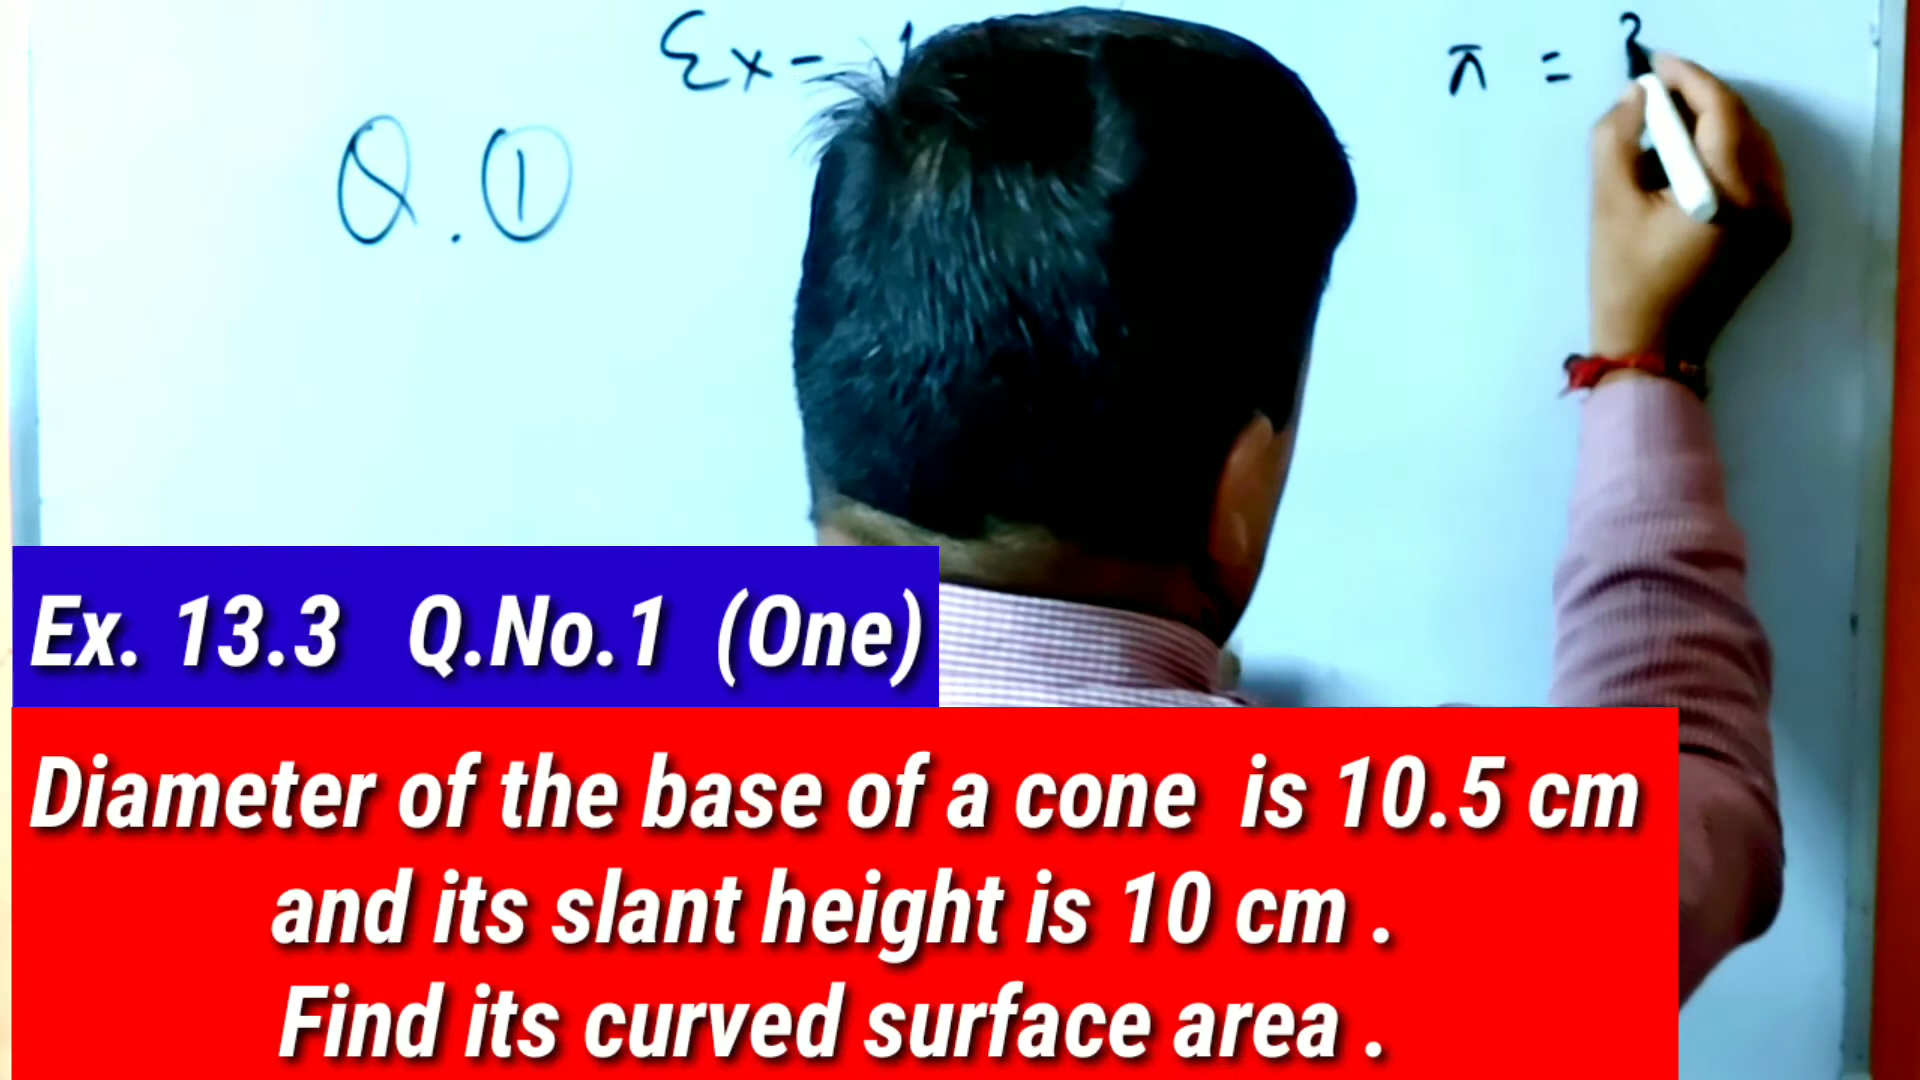 Ex-
π =
Q. 1
Ex. 13.3 Q.No.1 (One)
Diameter of the base of a cone is 10.5 cm
and its slant height is 10 cm .
Find its curved surface area .